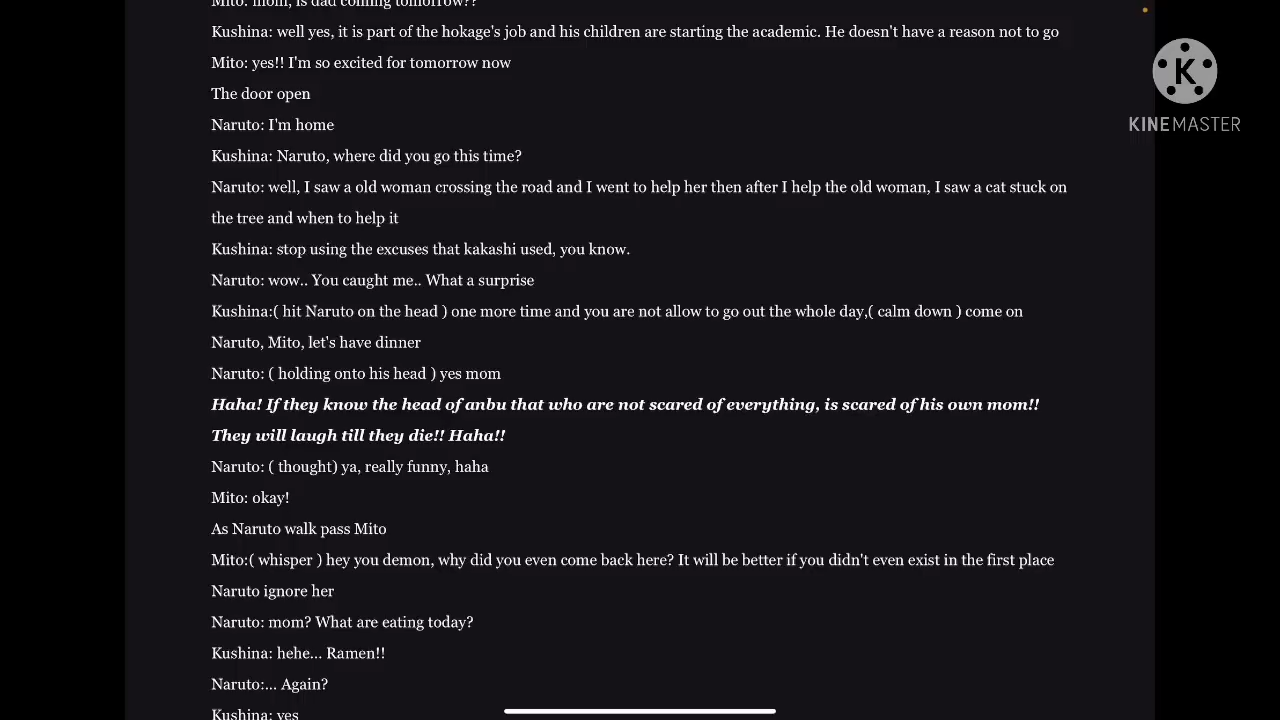 Mito: mom, is dad coming tomorrow??
Kushina: well yes, it is part of the hokage's job and his children are starting the academic. He doesn't have a reason not to go
Mito: yes!! I'm so excited for tomorrow now
The door open
Naruto: I'm home
Kushina: Naruto, where did you go this time?
Naruto: well, I saw a old woman crossing the road and I went to help her then after I help the old woman, I saw a cat stuck on
the tree and when to help it
Kushina: stop using the excuses that kakashi used, you know.
Naruto: wow.. You caught me.. What a surprise
Kushina:( hit Naruto on the head ) one more time and you are not allow to go out the whole day,( calm down ) come on
Naruto, Mito, let's have dinner
Naruto: ( holding onto his head ) yes mom
Haha! If they know the head of anbu that who are not scared of everything, is scared of his own mom!!
They will laugh till they die!! Haha!!
Naruto: ( thought) ya, really funny, haha
Mito: okay!
As Naruto walk pass Mito
Mito:( whisper ) hey you demon, why did you even come back here? It will be better if you didn't even exist in the first place
Naruto ignore her
Naruto: mom? What are eating today?
Kushina: hehe... Ramen!!
Naruto:... Again?
Kushina: yes
K
KINEMASTER